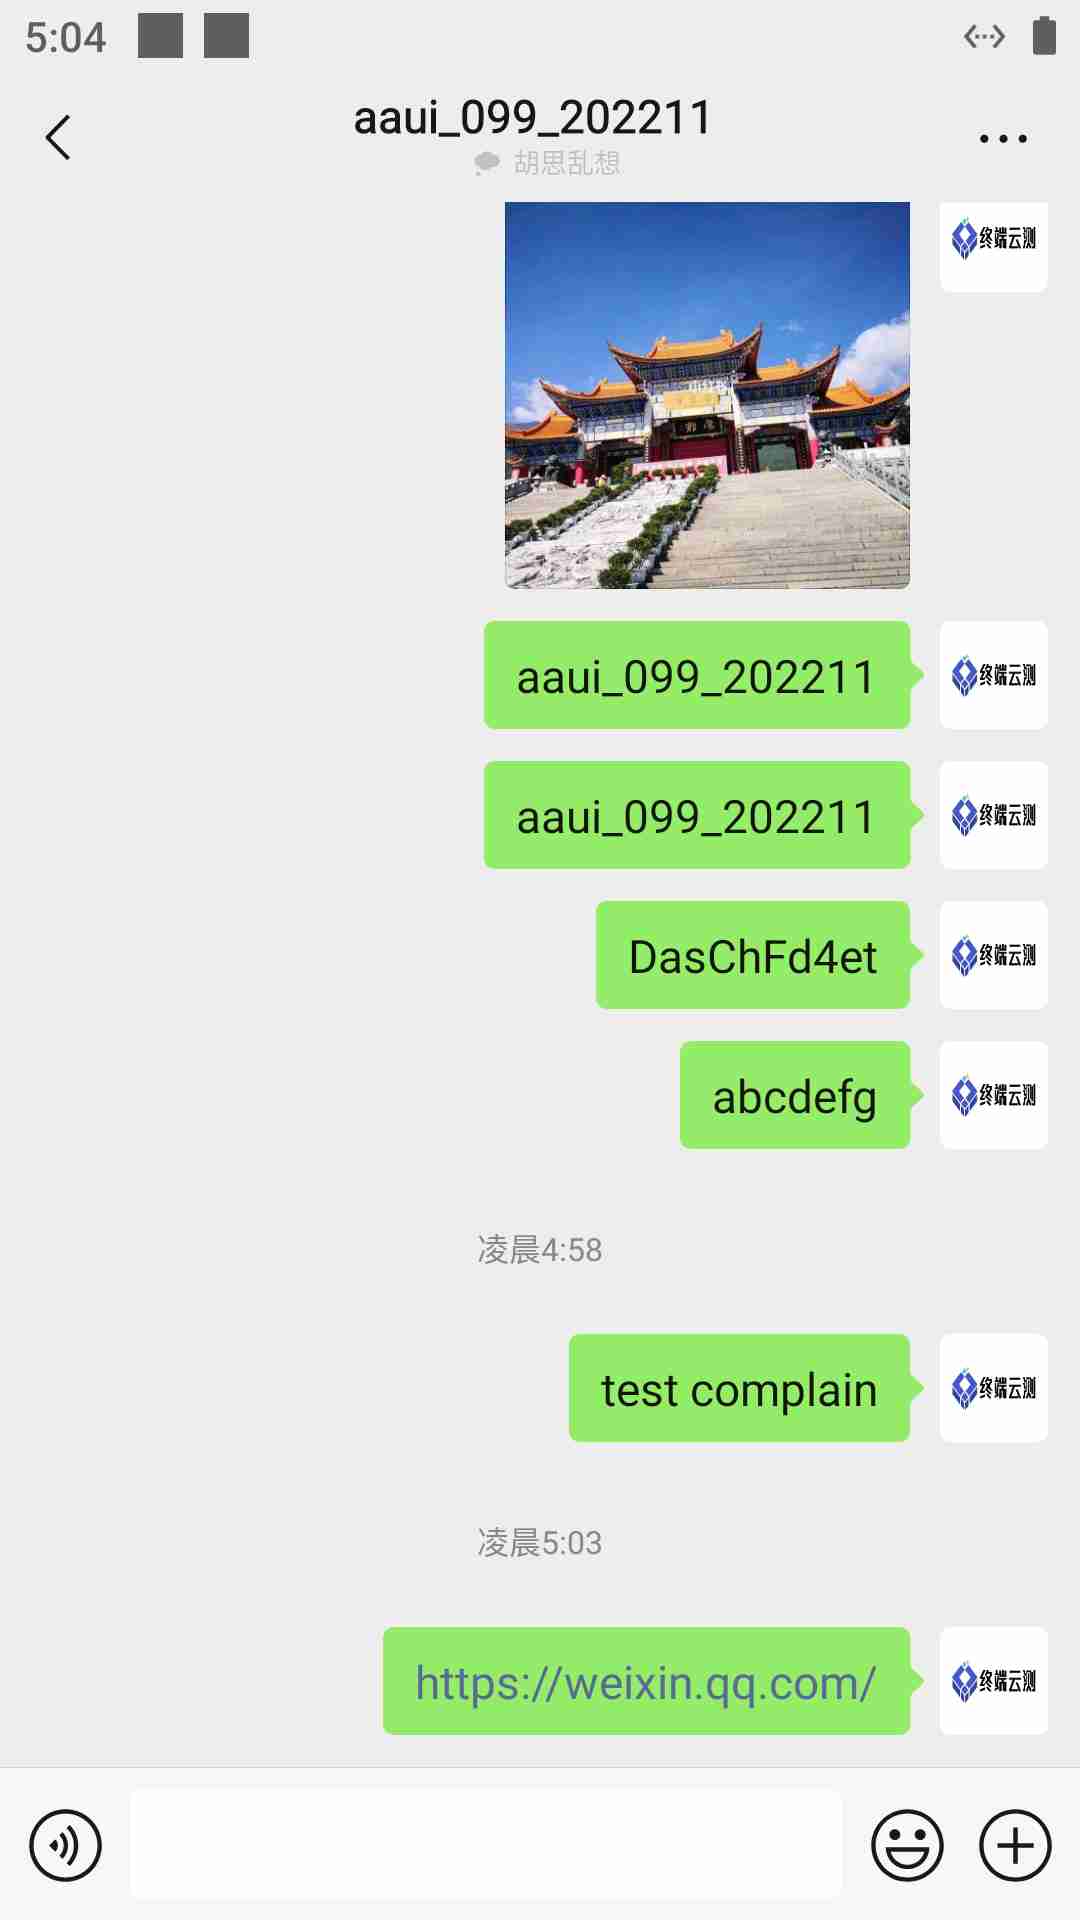 5:04
aaui_099_202211
胡思乱想
终端云测
aaui_099_202211
终端云测
aaui_099_202211
终端云测
DasChFd4et
终端云测
abcdefg
终端云测
凌晨4:58
test complain
终端云测
凌晨5:03
https://weixin.qq.com/
终端云测